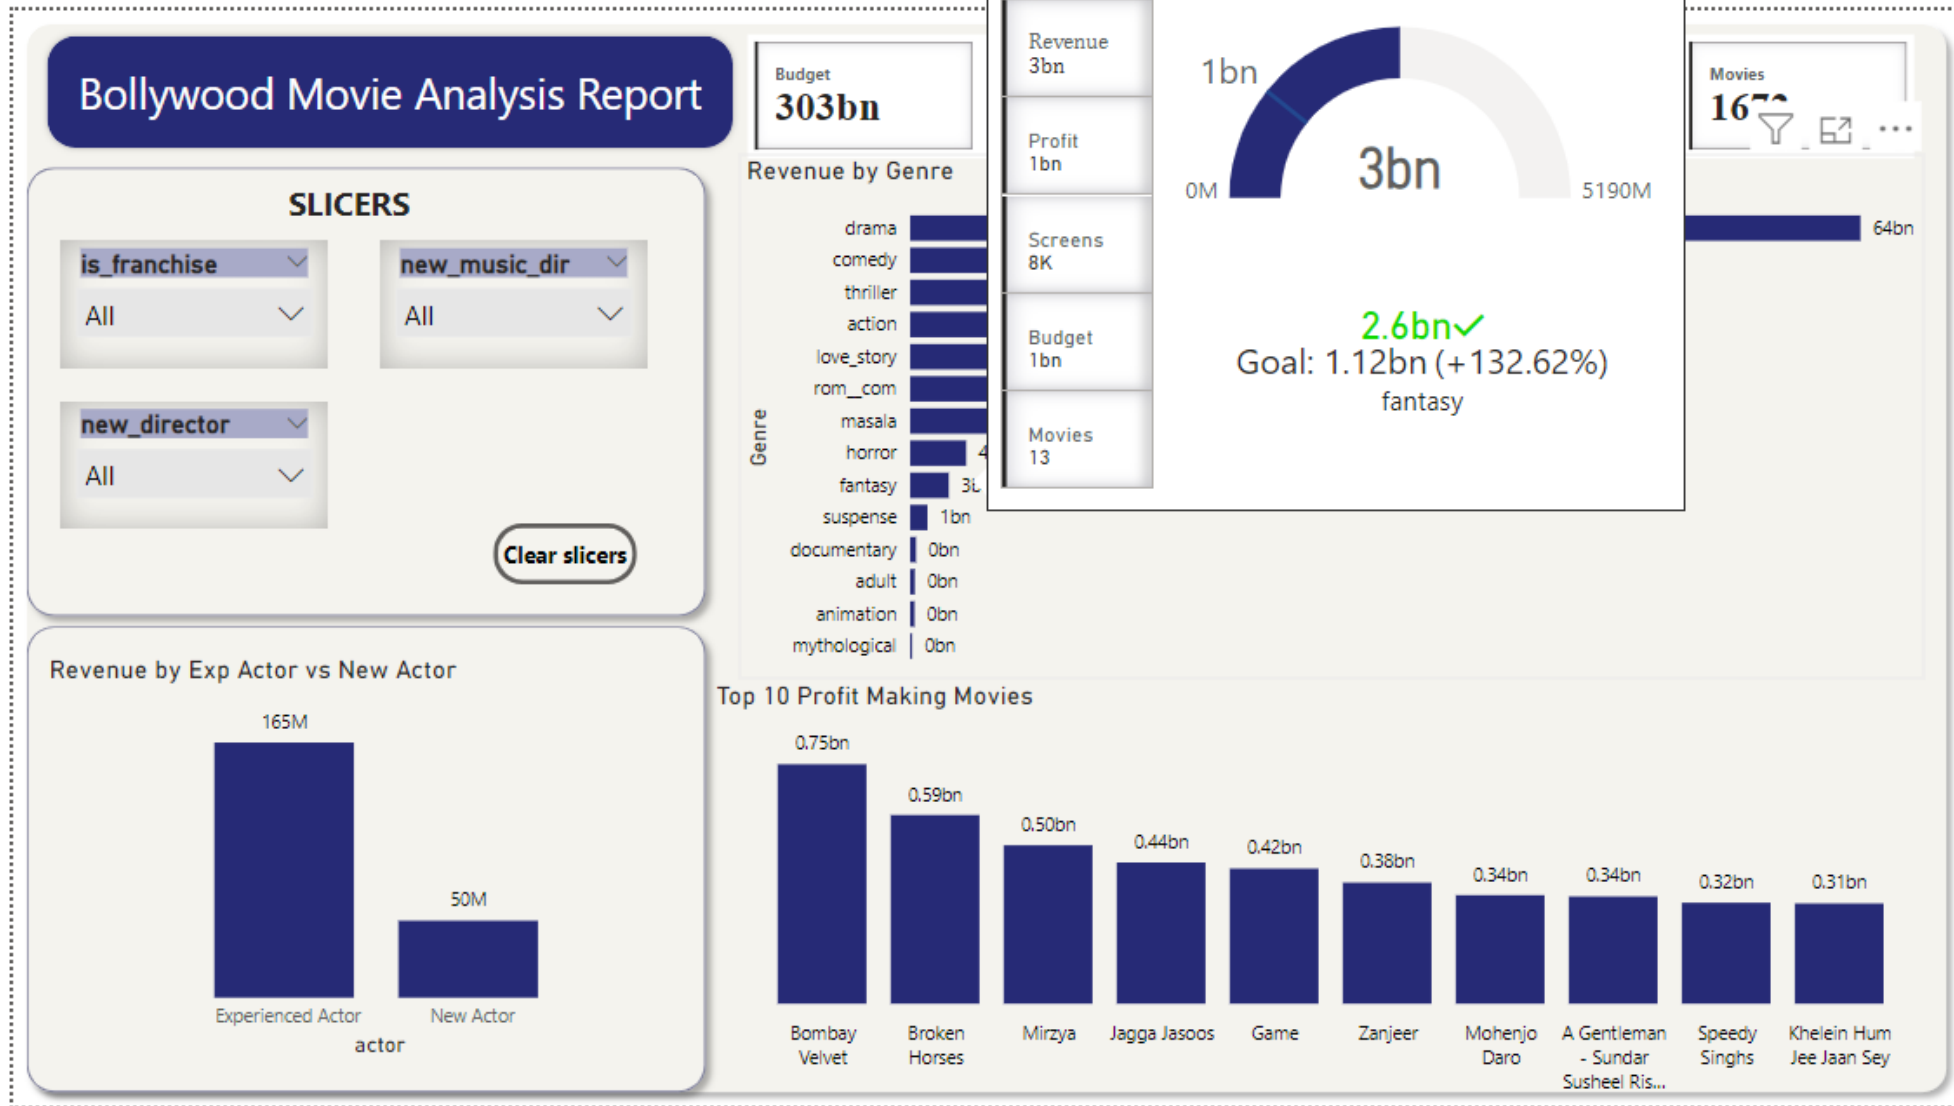 Bollywood Movie Analysis Report
Budget
303bn
Revenue
3bn
Profit
1bn
Screens
8K
Budget
1bn
Movies
13
1bn
0M
3bn
5190M
2.6bn✓
Goal: 1.12bn (+132.62%)
fantasy
Movies
SLICERS
is_franchise
All
new_music_dir
All
new_director
All
Clear slicers
Revenue by Genre
Genre
drama
64bn
comedy
thriller
action
love_story
rom__com
masala
horror
4
fantasy
suspense
1bn
documentary
0bn
adult
0bn
animation
0bn
mythological
0bn
Revenue by Exp Actor vs New Actor
165M
50M
Experienced Actor
New Actor
actor
Top 10 Profit Making Movies
0.75bn
0.59bn
0.50bn
0.44bn
0.42bn
0.38bn
0.34bn
0.34bn
0.32bn
0.31bn
Bombay
Velvet
Broken
Horses
Mirzya
Jagga Jasoos
Game
Zanjeer
Mohenjo
Daro
A Gentleman
- Sundar
Susheel Ris...
Speedy
Singhs
Khelein Hum
Jee Jaan Sey